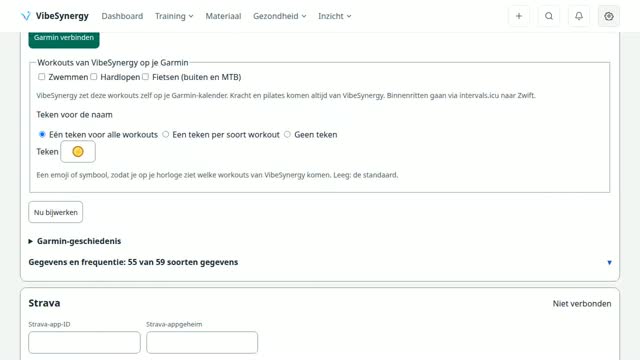 VibeSynergy Dashboard Training Materiaal Gezondheid Inzicht
Garmin verbinden
Workouts van VibeSynergy op je Garmin
Zwemmen Hardlopen Fietsen (buiten en MTB)
VibeSynergy zet deze workouts zelf op je Garmin-kalender. Kracht en pilates komen altijd van VibeSynergy. Binnenritten gaan via intervals.icu naar Zwift.
Teken voor de naam
Eén teken voor alle workouts Een teken per soort workout Geen teken
Teken
Een emoji of symbool, zodat je op je horloge ziet welke workouts van VibeSynergy komen. Leeg: de standaard.
Nu bijwerken
Garmin-geschiedenis
Gegevens en frequentie: 55 van 59 soorten gegevens
Strava Niet verbonden
Strava-app-ID Strava-appgeheim